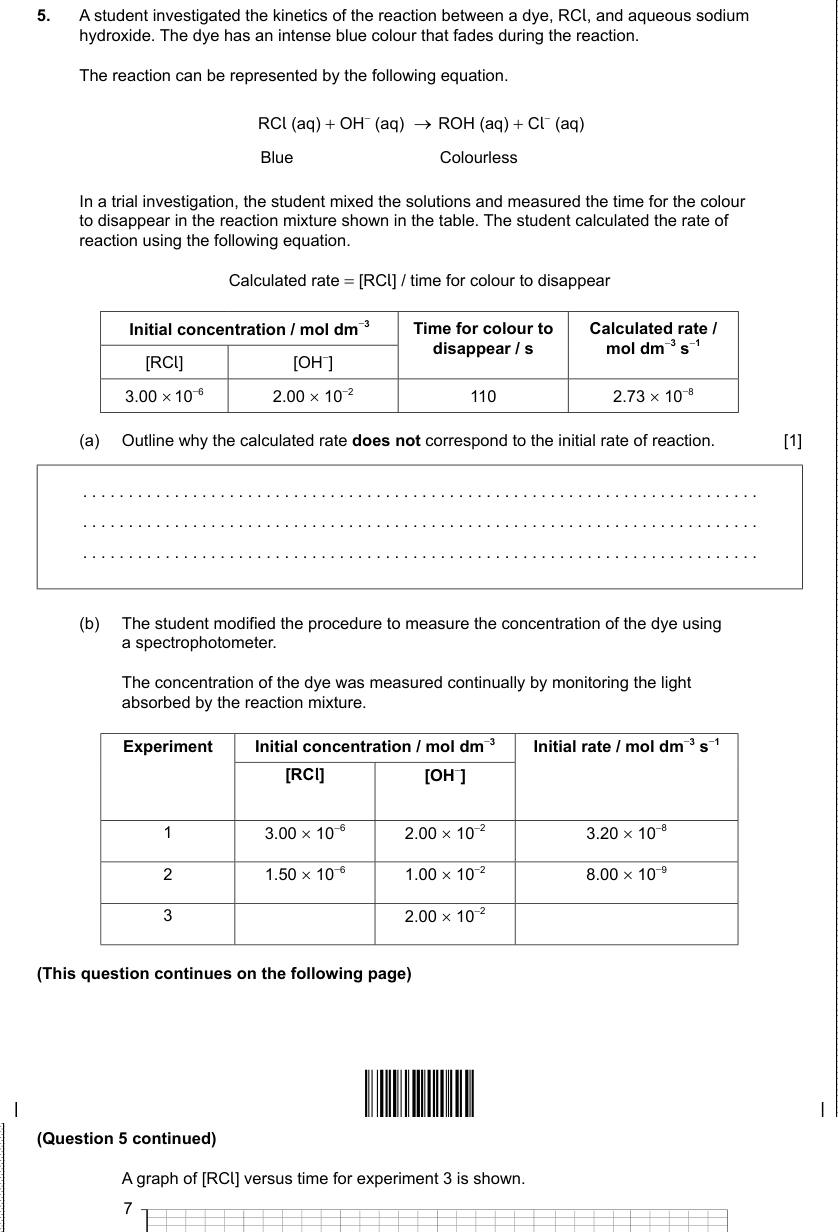 5. A student investigated the kinetics of the reaction between a dye, RCl, and aqueous sodium
hydroxide. The dye has an intense blue colour that fades during the reaction.
The reaction can be represented by the following equation.
RCl (aq) + OH⁻ (aq) → ROH (aq) + Cl⁻ (aq)
Blue Colourless
In a trial investigation, the student mixed the solutions and measured the time for the colour
to disappear in the reaction mixture shown in the table. The student calculated the rate of
reaction using the following equation.
Calculated rate = [RCl] / time for colour to disappear
Initial concentration / mol dm⁻³ Time for colour to disappear / s Calculated rate / mol dm⁻³ s⁻¹
[RCl] [OH⁻]
3.00 × 10⁻⁶ 2.00 × 10⁻² 110 2.73 × 10⁻⁸
(a) Outline why the calculated rate does not correspond to the initial rate of reaction. [1]
(b) The student modified the procedure to measure the concentration of the dye using
a spectrophotometer.
The concentration of the dye was measured continually by monitoring the light
absorbed by the reaction mixture.
Experiment Initial concentration / mol dm⁻³ Initial rate / mol dm⁻³ s⁻¹
[RCl] [OH⁻]
1 3.00 × 10⁻⁶ 2.00 × 10⁻² 3.20 × 10⁻⁸
2 1.50 × 10⁻⁶ 1.00 × 10⁻² 8.00 × 10⁻⁹
3 2.00 × 10⁻²
(This question continues on the following page)
(Question 5 continued)
A graph of [RCl] versus time for experiment 3 is shown.
7